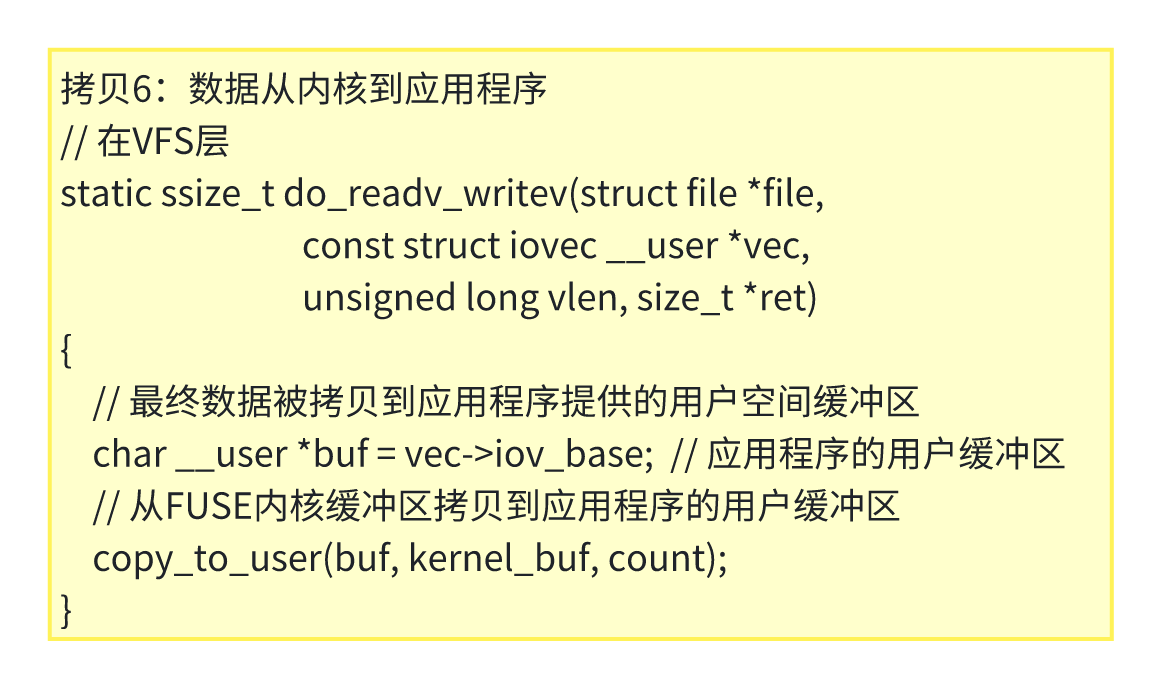 拷贝6：数据从内核到应用程序
// 在VFS层
static ssize_t do_readv_writev(struct file *file,
const struct iovec __user *vec,
unsigned long vlen, size_t *ret)
{
// 最终数据被拷贝到应用程序提供的用户空间缓冲区
char __user *buf = vec->iov_base;  // 应用程序的用户缓冲区
// 从FUSE内核缓冲区拷贝到应用程序的用户缓冲区
copy_to_user(buf, kernel_buf, count);
}